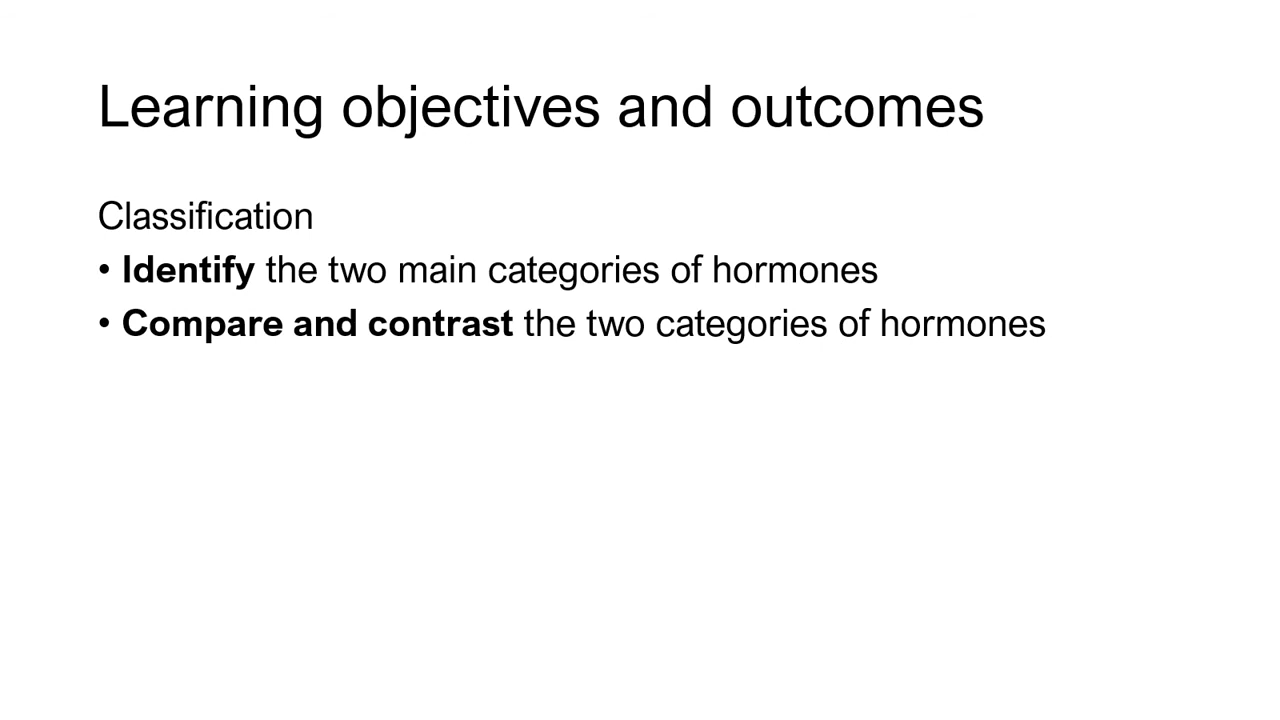 Learning objectives and outcomes
Classification
• Identify the two main categories of hormones
• Compare and contrast the two categories of hormones